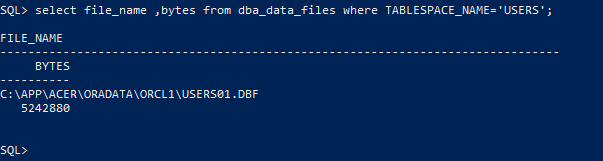 SQL> select file_name ,bytes from dba_data_files where TABLESPACE_NAME='USERS';
FILE_NAME
--------------------------------------------------------------------------------
     BYTES
----------
C:\APP\ACER\ORADATA\ORCL1\USERS01.DBF
   5242880
SQL>